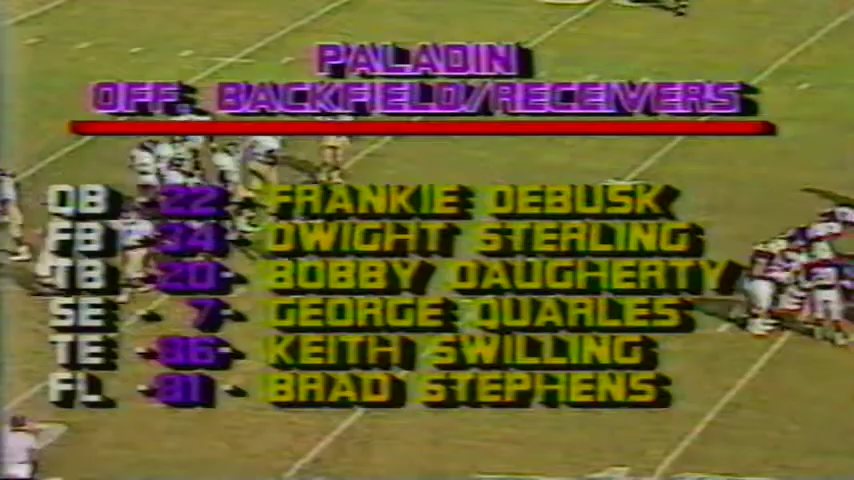 PALADIN
OFF BACKFIELD/RECEIVERS
QB - 22 - FRANKIE DEBUSK
FB - 34 - DWIGHT STERLING
TB - 20 - BOBBY DAUGHERTY
SE - 7 - GEORGE QUARLES
TE - 86 - KEITH SWILLING
FL - 81 - BRAD STEPHENS